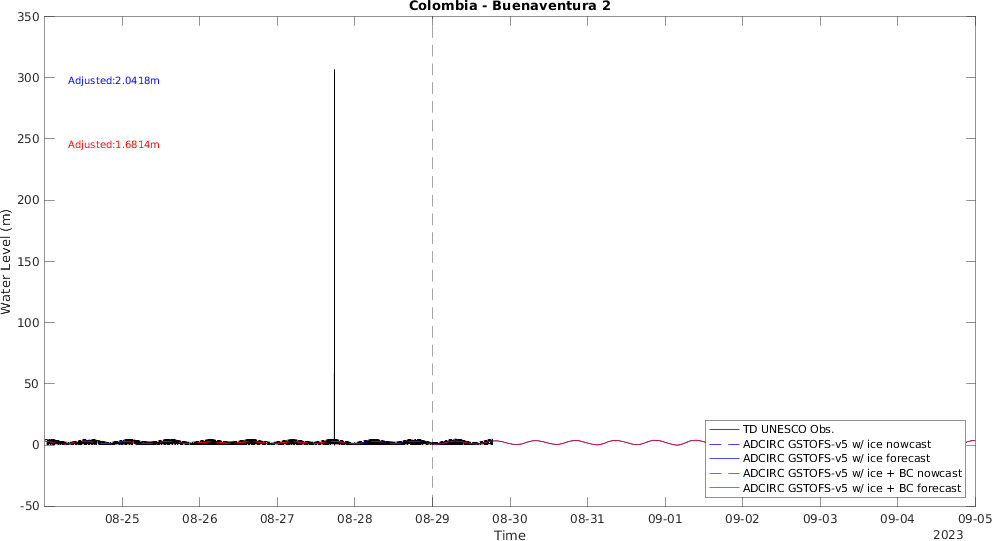 Colombia - Buenaventura 2
350
300
250
200
150
100
50
0
-50
Water Level (m)
Adjusted:2.0418m
Adjusted:1.6814m
TD UNESCO Obs.
ADCIRC GSTOFS-v5 w/ ice nowcast
ADCIRC GSTOFS-v5 w/ ice forecast
ADCIRC GSTOFS-v5 w/ ice + BC nowcast
ADCIRC GSTOFS-v5 w/ ice + BC forecast
08-25 08-26 08-27 08-28 08-29 08-30 08-31 09-01 09-02 09-03 09-04 09-05
Time
2023